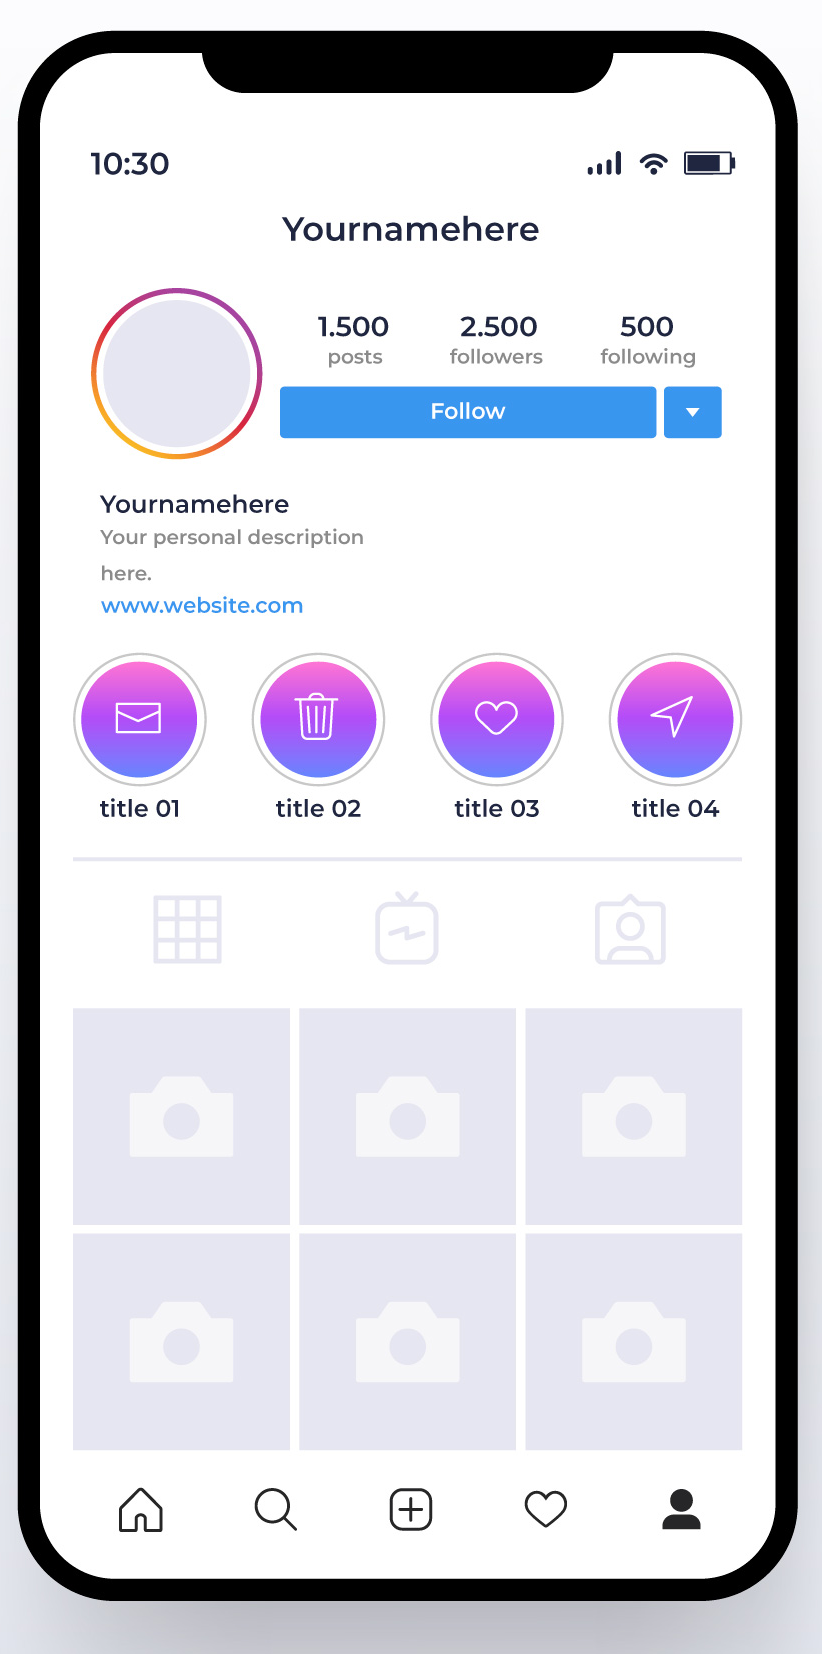 10:30
Yournamehere
1.500 2.500 500
posts followers following
Follow
Yournamehere
Your personal description
here.
www.website.com
title 01 title 02 title 03 title 04